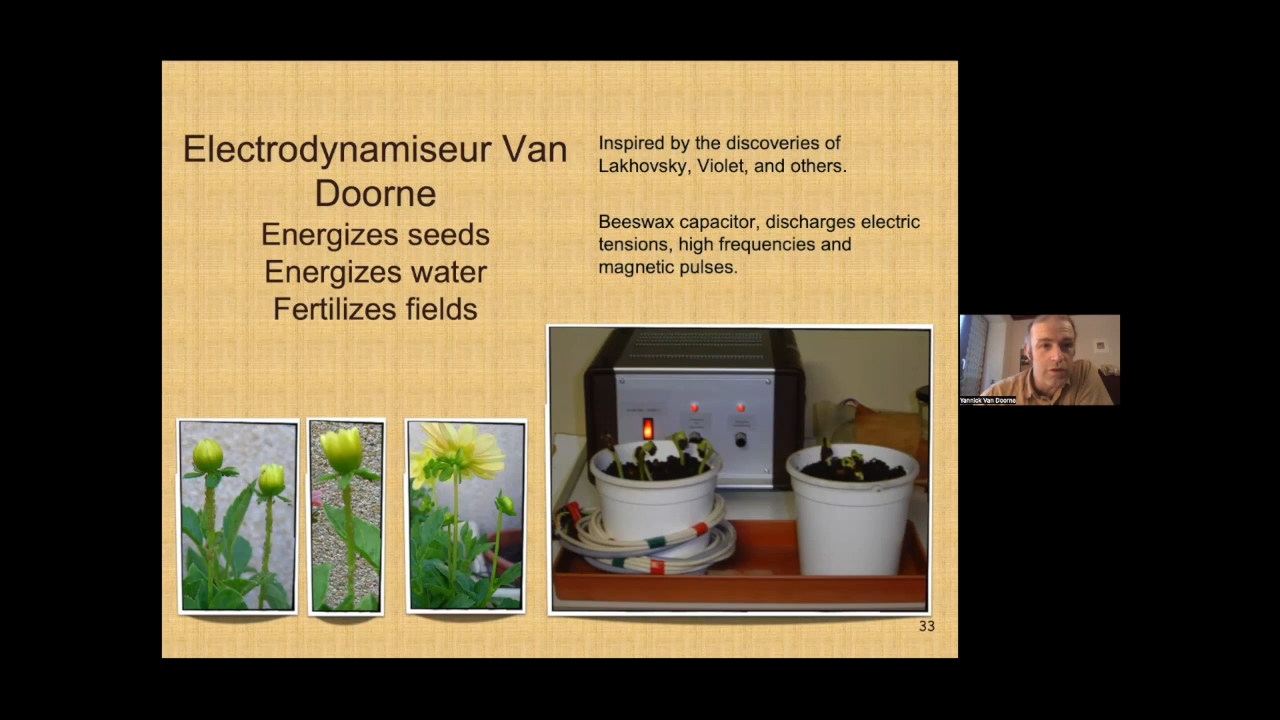 Electrodynamiseur Van
Doorne
Energizes seeds
Energizes water
Fertilizes fields
Inspired by the discoveries of
Lakhovsky, Violet, and others.
Beeswax capacitor, discharges electric
tensions, high frequencies and
magnetic pulses.
33
Yannick Van Doorne